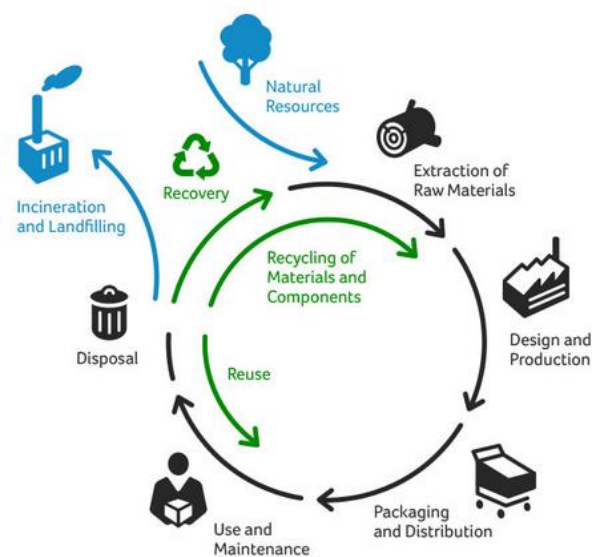 Natural
Resources
Extraction of
Raw Materials
Recovery
Incineration
and Landfilling
Recycling of
Materials and
Components
Design and
Production
Disposal
Reuse
Packaging
and Distribution
Use and
Maintenance